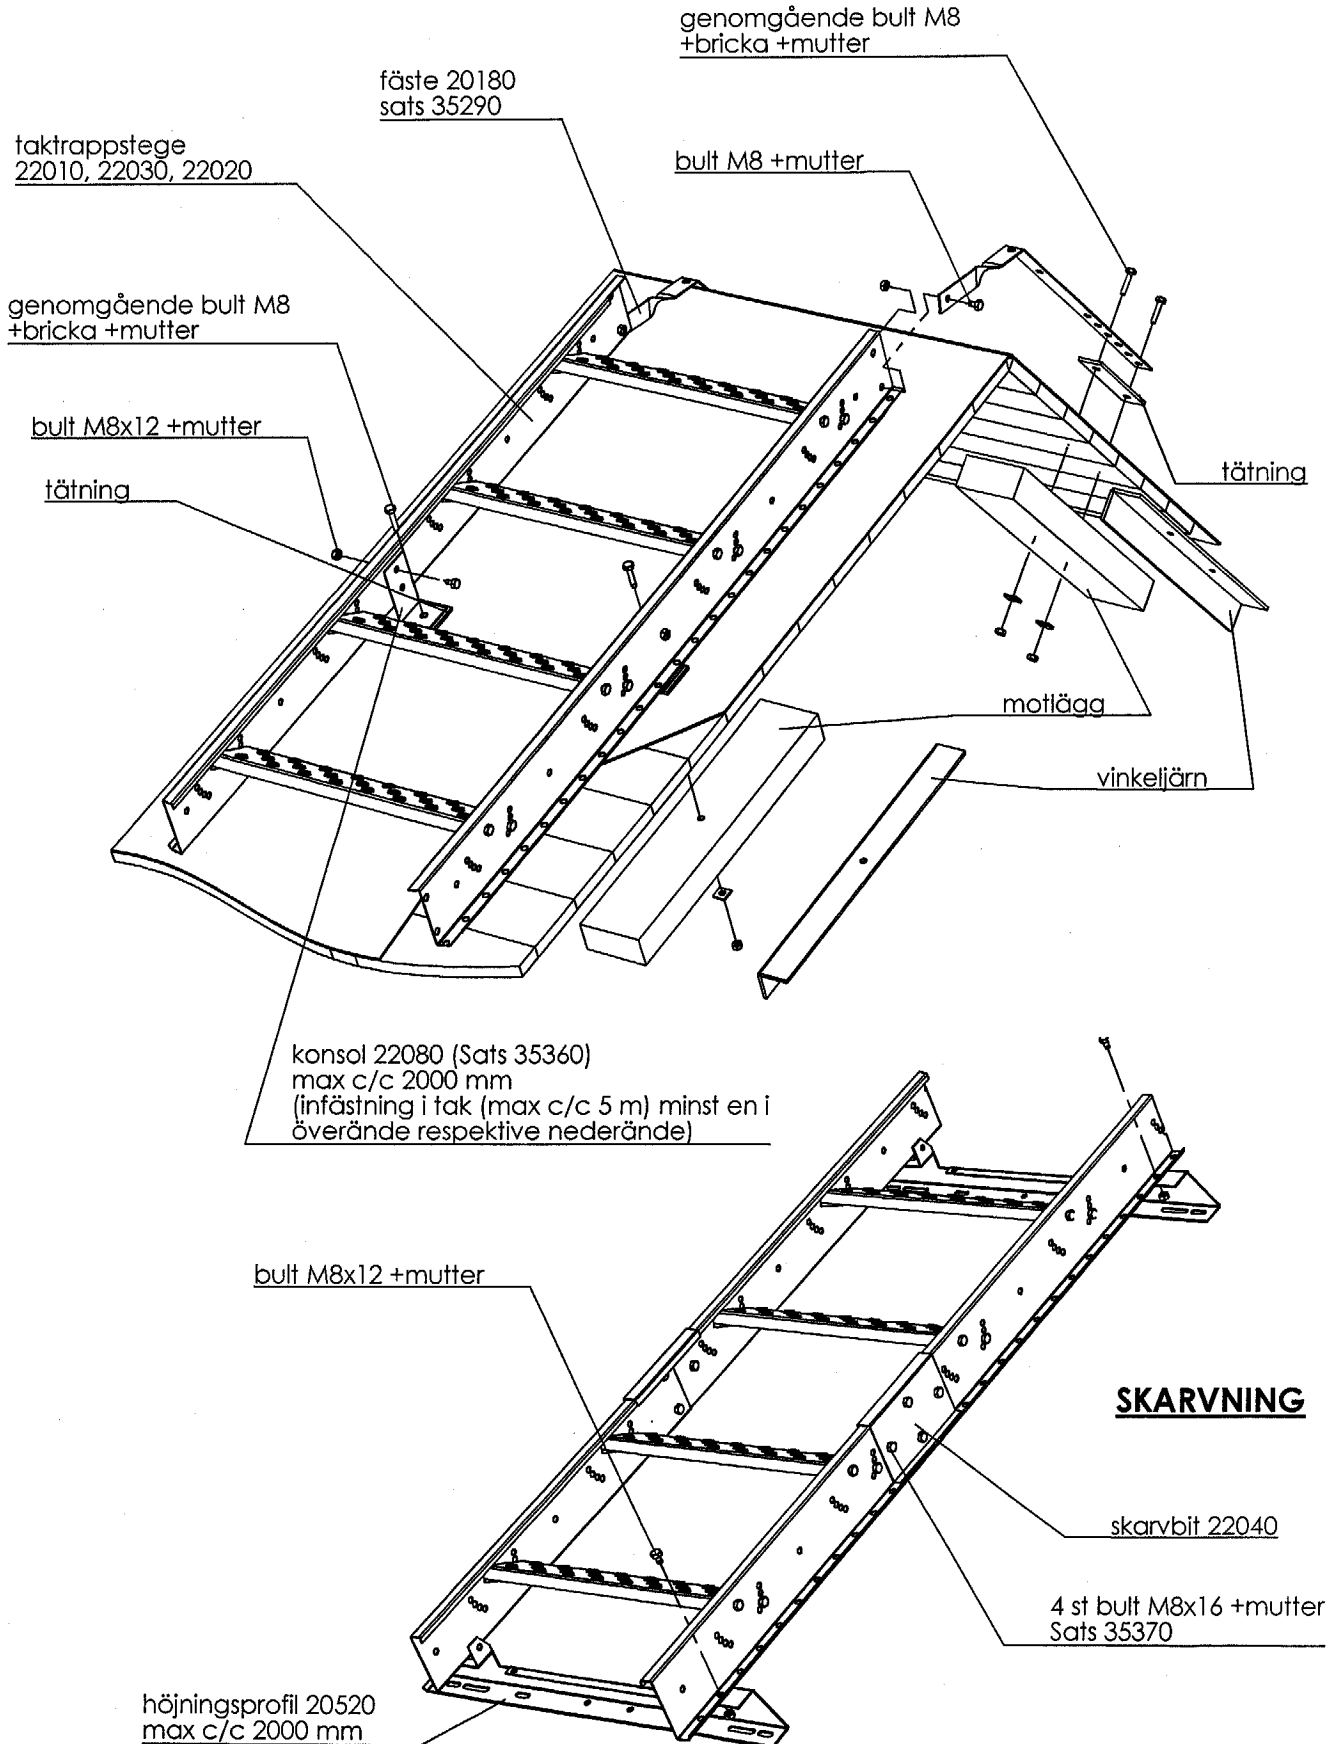 genomgående bult M8
+bricka +mutter
fäste 20180
sats 35290
taktrappstege
22010, 22030, 22020
bult M8 +mutter
genomgående bult M8
+bricka +mutter
bult M8x12 +mutter
tätning
tätning
motlägg
vinkeljärn
konsol 22080 (Sats 35360)
max c/c 2000 mm
(infästning i tak (max c/c 5 m) minst en i
överände respektive nederände)
bult M8x12 +mutter
SKARVNING
skarvbit 22040
4 st bult M8x16 +mutter
Sats 35370
höjningsprofil 20520
max c/c 2000 mm